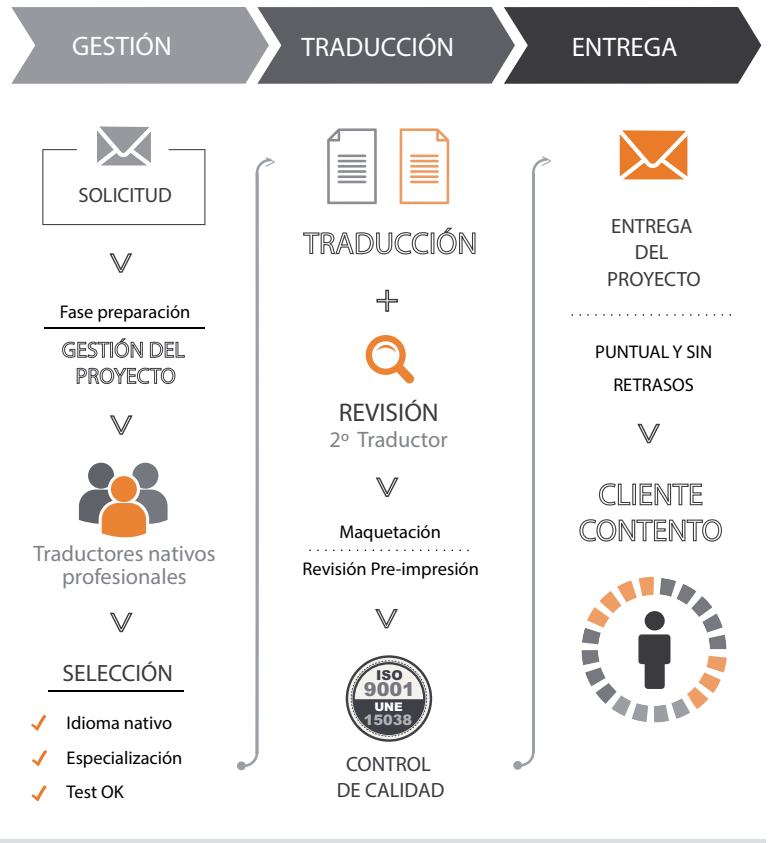 GESTIÓN
TRADUCCIÓN
ENTREGA
SOLICITUD
Fase preparación
GESTIÓN DEL
PROYECTO
Traductores nativos
profesionales
SELECCIÓN
Idioma nativo
Especialización
Test OK
TRADUCCIÓN
+
REVISIÓN
2º Traductor
Maquetación
Revisión Pre-impresión
ISO
9001
UNE
15038
CONTROL
DE CALIDAD
ENTREGA
DEL
PROYECTO
PUNTUAL Y SIN
RETRASOS
CLIENTE
CONTENTO